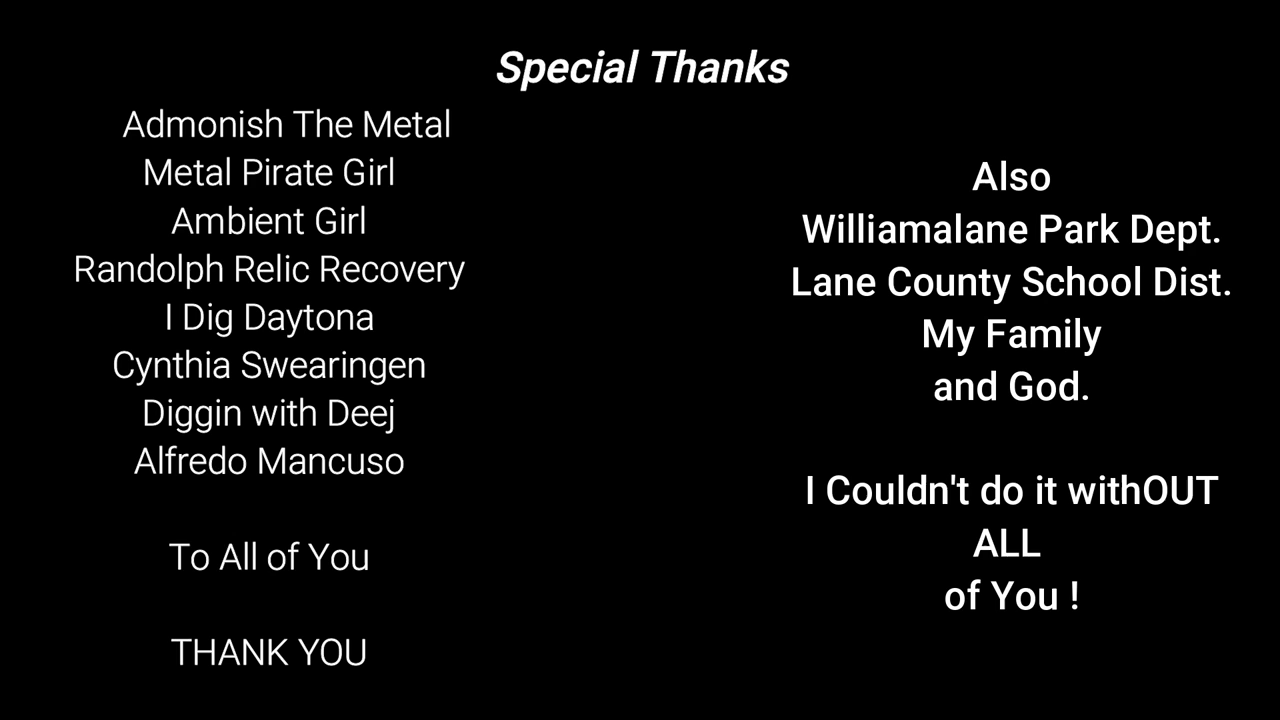 Special Thanks
Admonish The Metal
Metal Pirate Girl
Ambient Girl
Randolph Relic Recovery
I Dig Daytona
Cynthia Swearingen
Diggin with Deej
Alfredo Mancuso
To All of You
THANK YOU
Also
Williamalane Park Dept.
Lane County School Dist.
My Family
and God.
I Couldn't do it withOUT
ALL
of You !